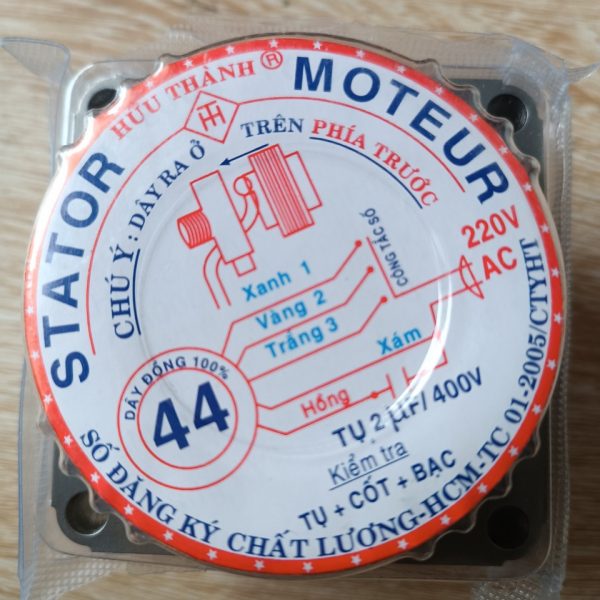 STATOR MOTEUR
HỮU THÀNH ®
TH
CHÚ Ý : DÂY RA Ở TRÊN PHÍA TRƯỚC
220V
AC
CÔNG TẮC SỐ
Xanh 1
Vàng 2
Trắng 3
Xám
Hồng
DÂY ĐỒNG 100%
44
TỤ 2 µF/ 400V
Kiểm tra
TỤ + CỐT + BẠC
SỐ ĐĂNG KÝ CHẤT LƯỢNG-HCM-TC 01-2005/CTYHT